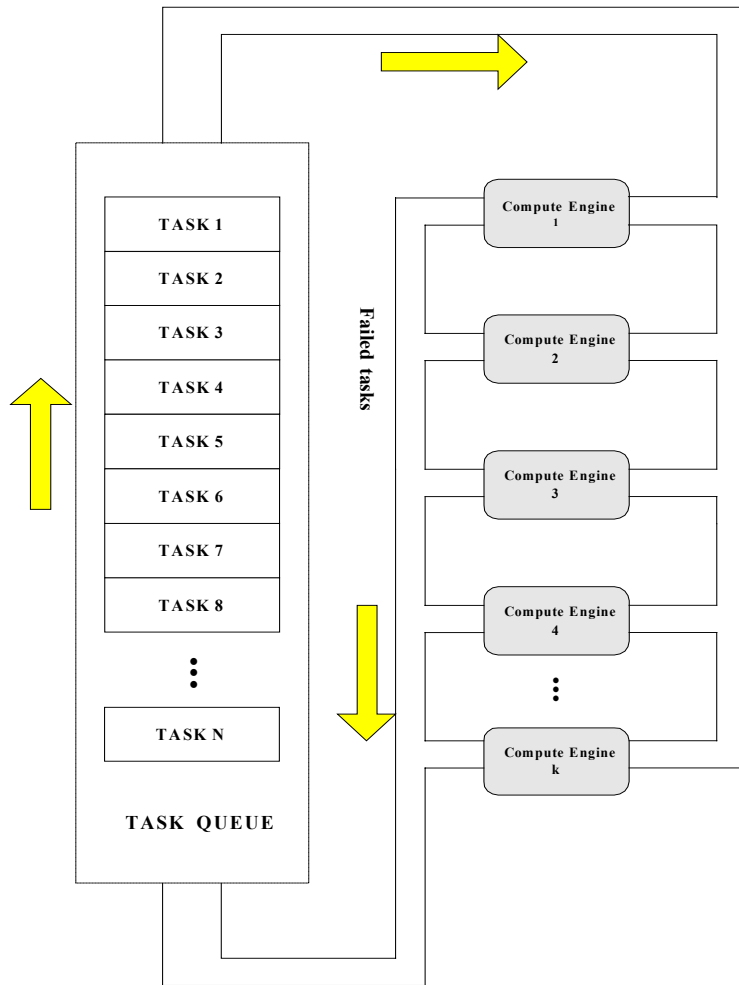 TASK 1
TASK 2
TASK 3
TASK 4
TASK 5
TASK 6
TASK 7
TASK 8
TASK N
TASK QUEUE
Failed tasks
Compute Engine
1
Compute Engine
2
Compute Engine
3
Compute Engine
4
Compute Engine
k